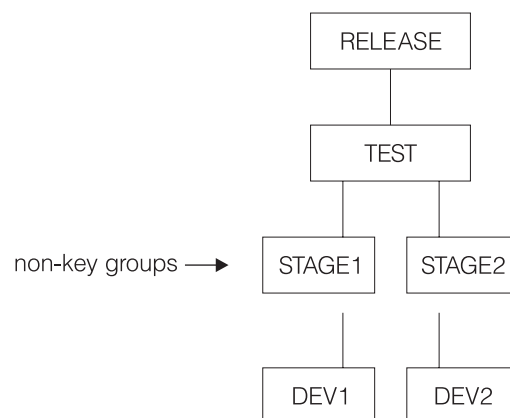 RELEASE
TEST
non-key groups
STAGE1
STAGE2
DEV1
DEV2